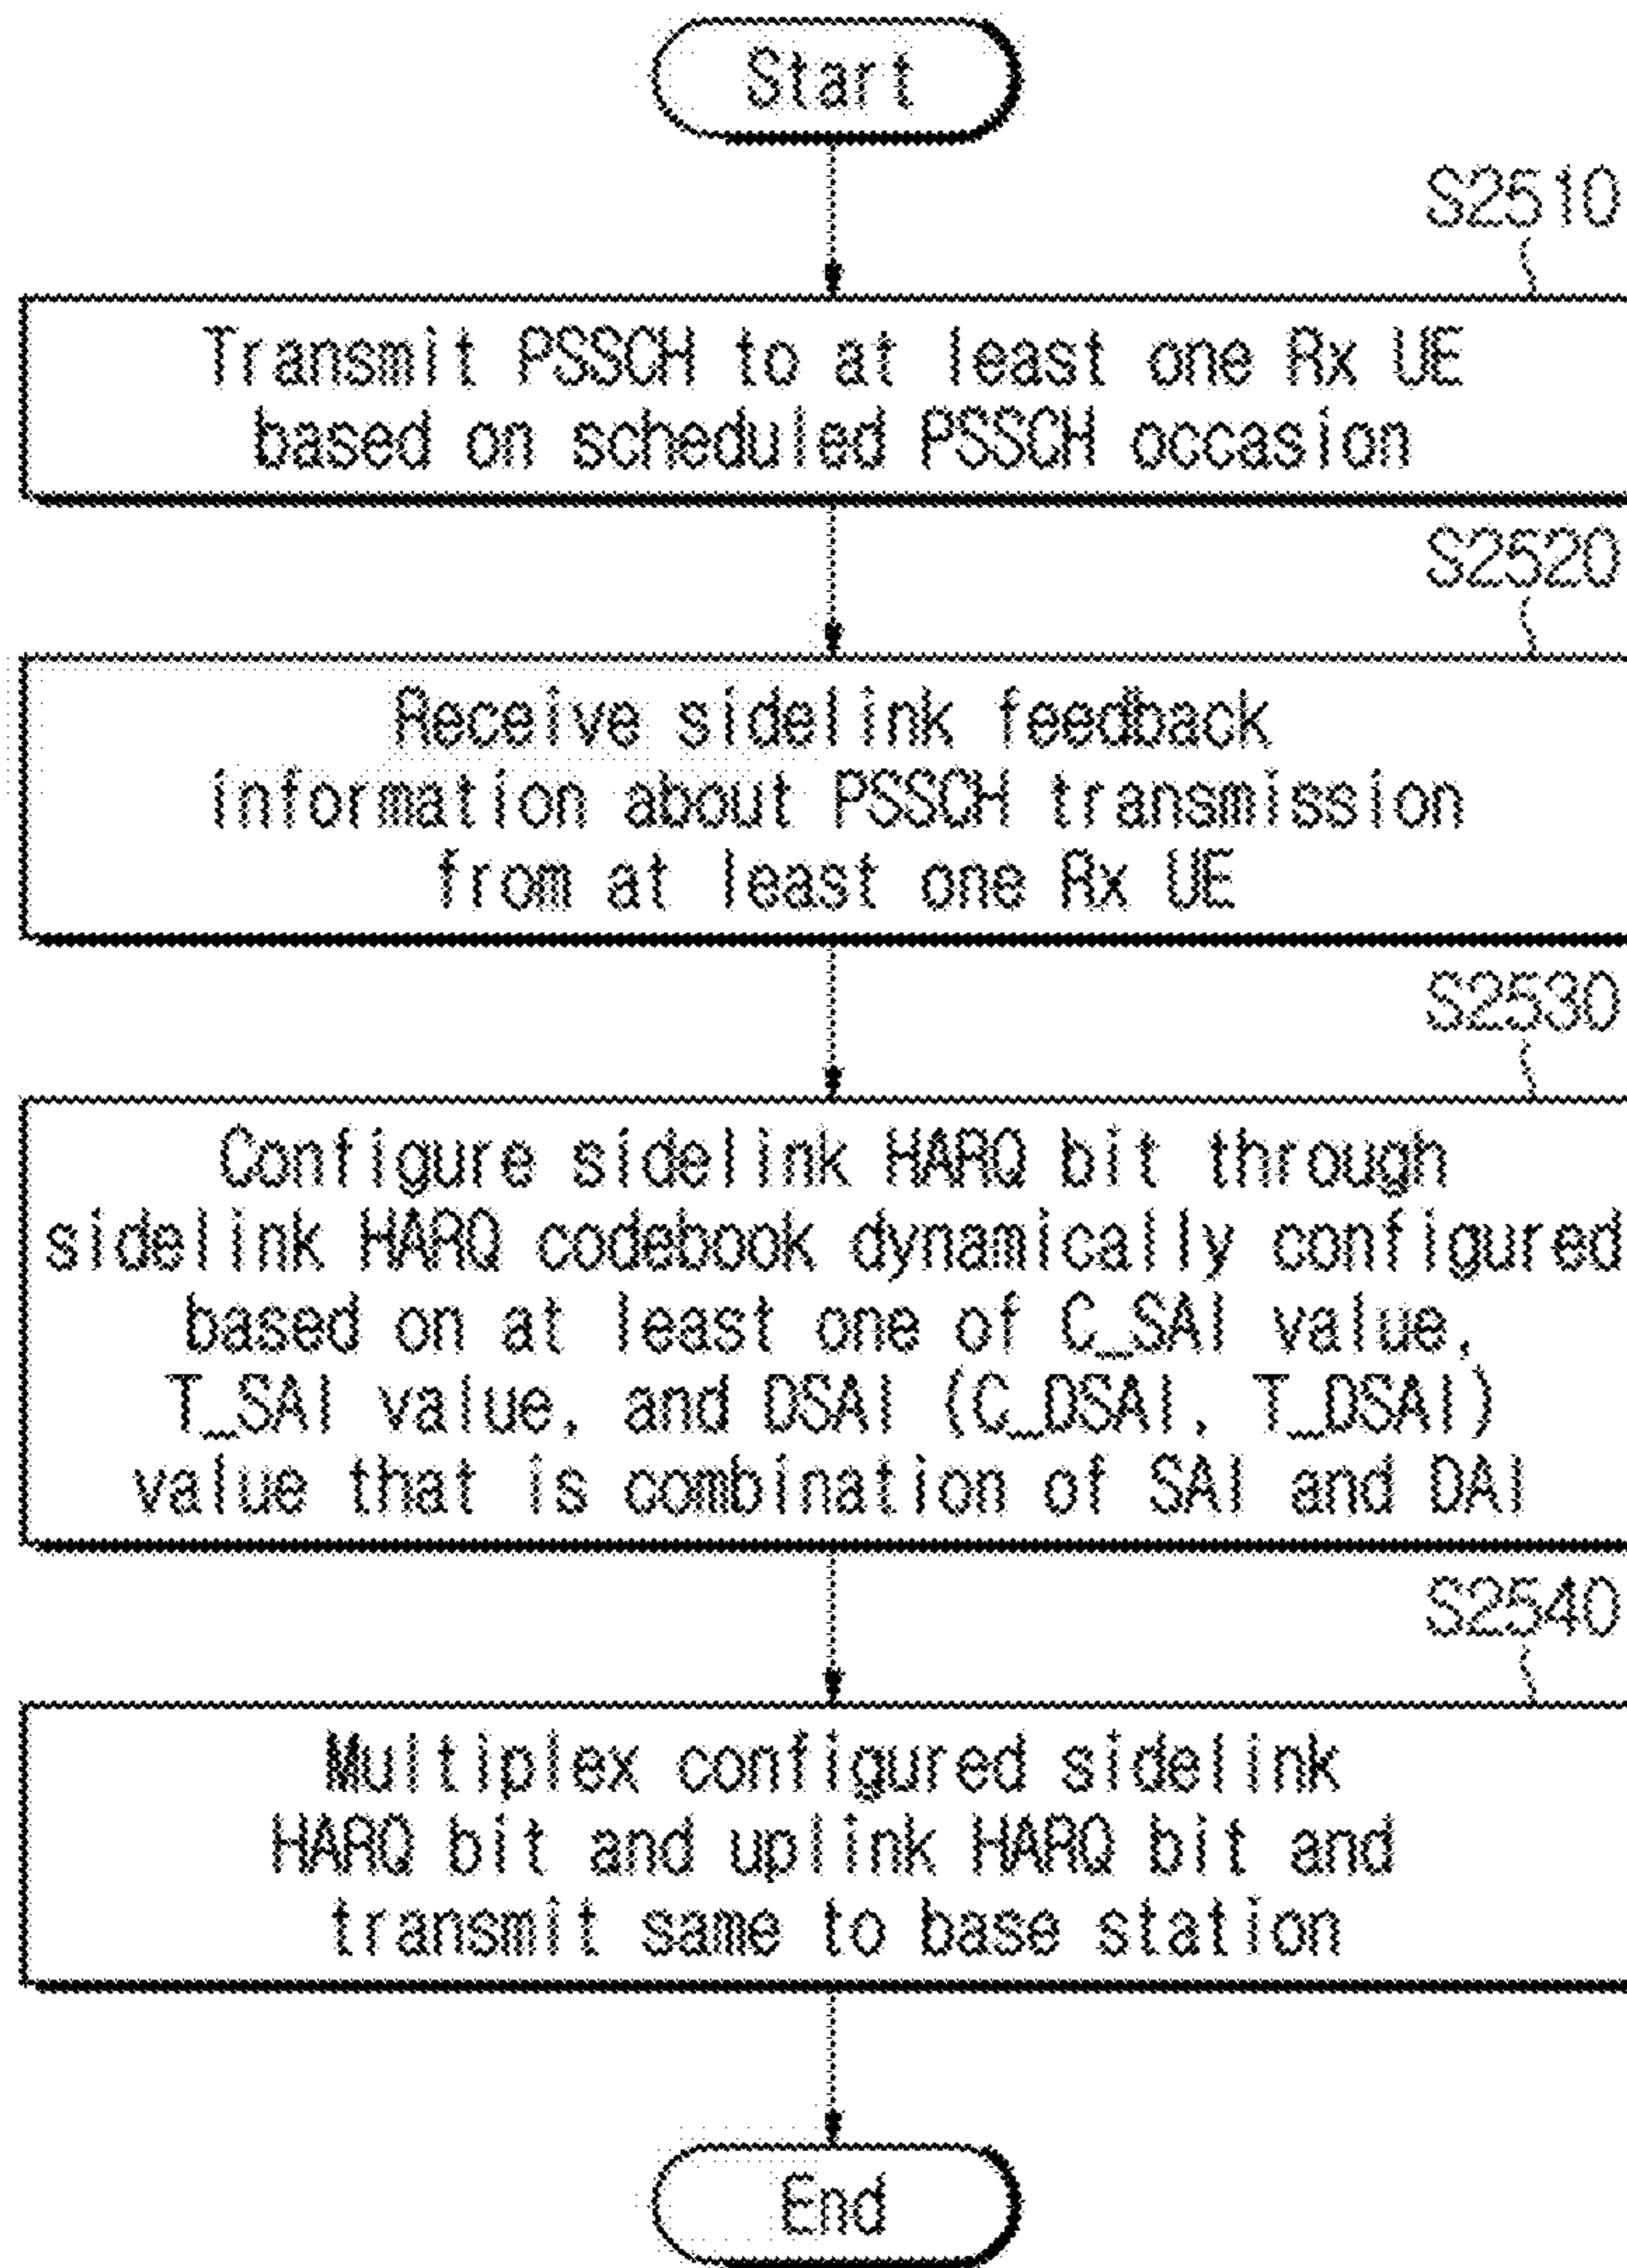 Start
S2510
Transmit PSSCH to at least one Rx UE
based on scheduled PSSCH occasion
S2520
Receive sidelink feedback
information about PSSCH transmission
from at least one Rx UE
S2530
Configure sidelink HARQ bit through
sidelink HARQ codebook dynamically configured
based on at least one of C_SAI value,
T_SAI value, and DSAI (C_DSAI, T_DSAI)
value that is combination of SAI and DAI
S2540
Multiplex configured sidelink
HARQ bit and uplink HARQ bit and
transmit same to base station
End